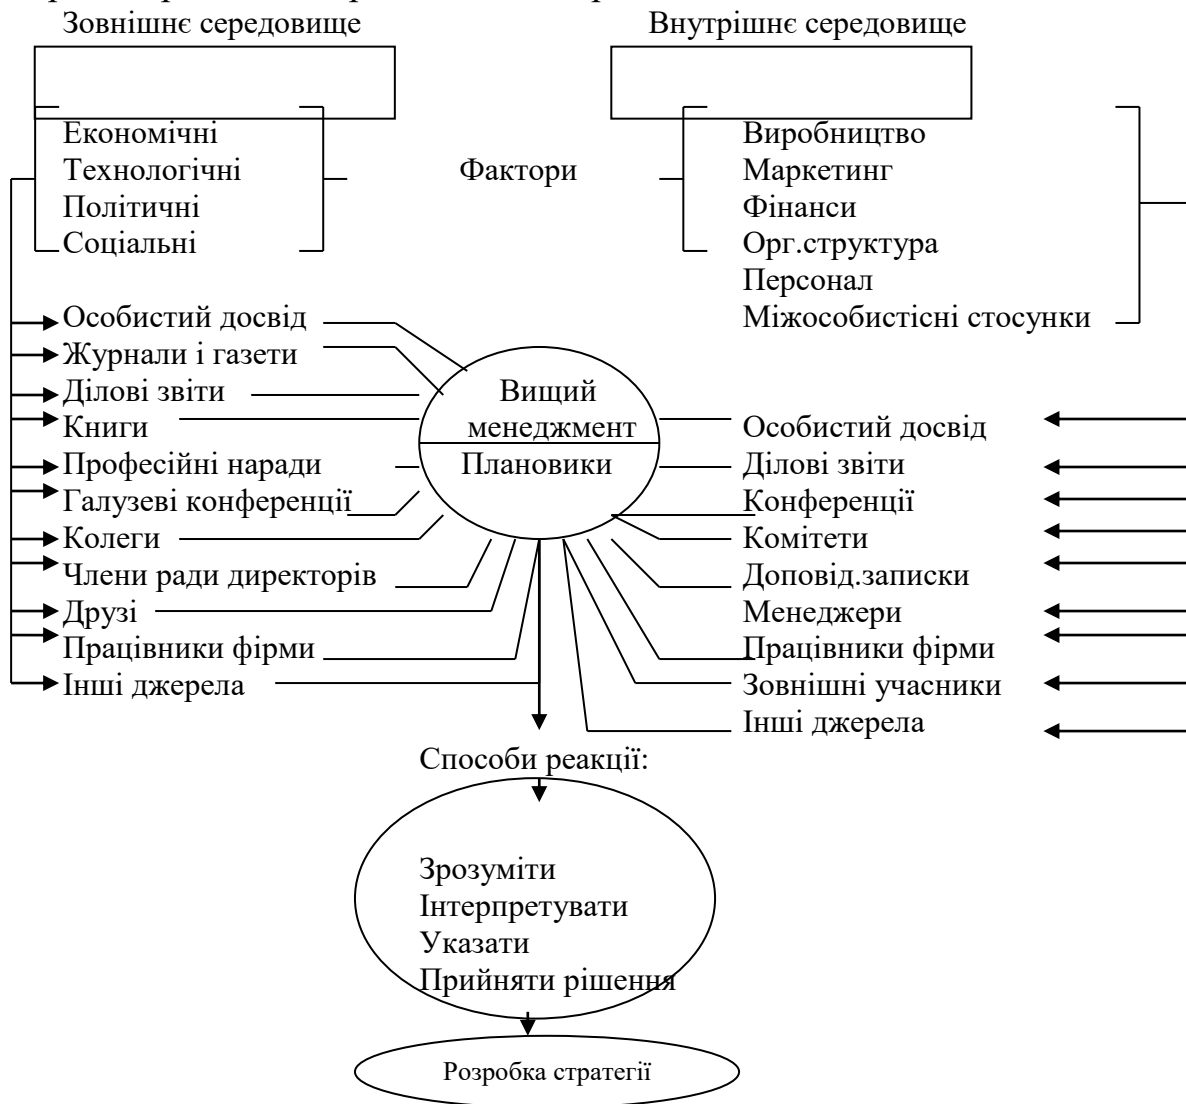 Зовнішнє середовище
Внутрішнє середовище
Економічні
Технологічні
Політичні
Соціальні
Фактори
Виробництво
Маркетинг
Фінанси
Орг.структура
Персонал
Міжособистісні стосунки
Особистий досвід
Журнали і газети
Ділові звіти
Книги
Професійні наради
Галузеві конференції
Колеги
Члени ради директорів
Друзі
Працівники фірми
Інші джерела
Вищий
менеджмент
Плановики
Особистий досвід
Ділові звіти
Конференції
Комітети
Доповід.записки
Менеджери
Працівники фірми
Зовнішні учасники
Інші джерела
Способи реакції:
Зрозуміти
Інтерпретувати
Указати
Прийняти рішення
Розробка стратегії